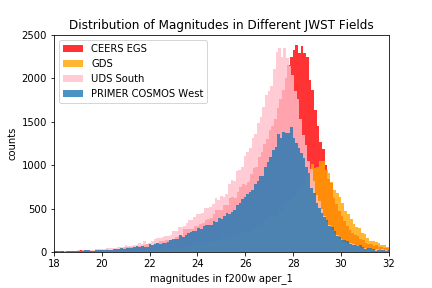 Distribution of Magnitudes in Different JWST Fields
2500
2000
1500
1000
500
0
counts
CEERS EGS
GDS
UDS South
PRIMER COSMOS West
18 20 22 24 26 28 30 32
magnitudes in f200w aper_1